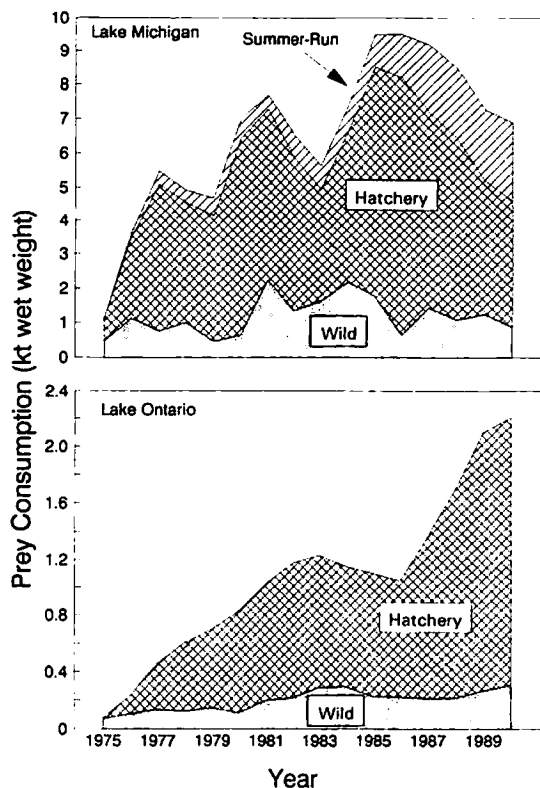 Prey Consumption (kt wet weight)
Lake Michigan
Summer-Run
Hatchery
Wild
10
9
8
7
6
5
4
3
2
1
0
Lake Ontario
Hatchery
Wild
2.4
2.0
1.6
1.2
0.8
0.4
0
1975 1977 1979 1981 1983 1985 1987 1989
Year